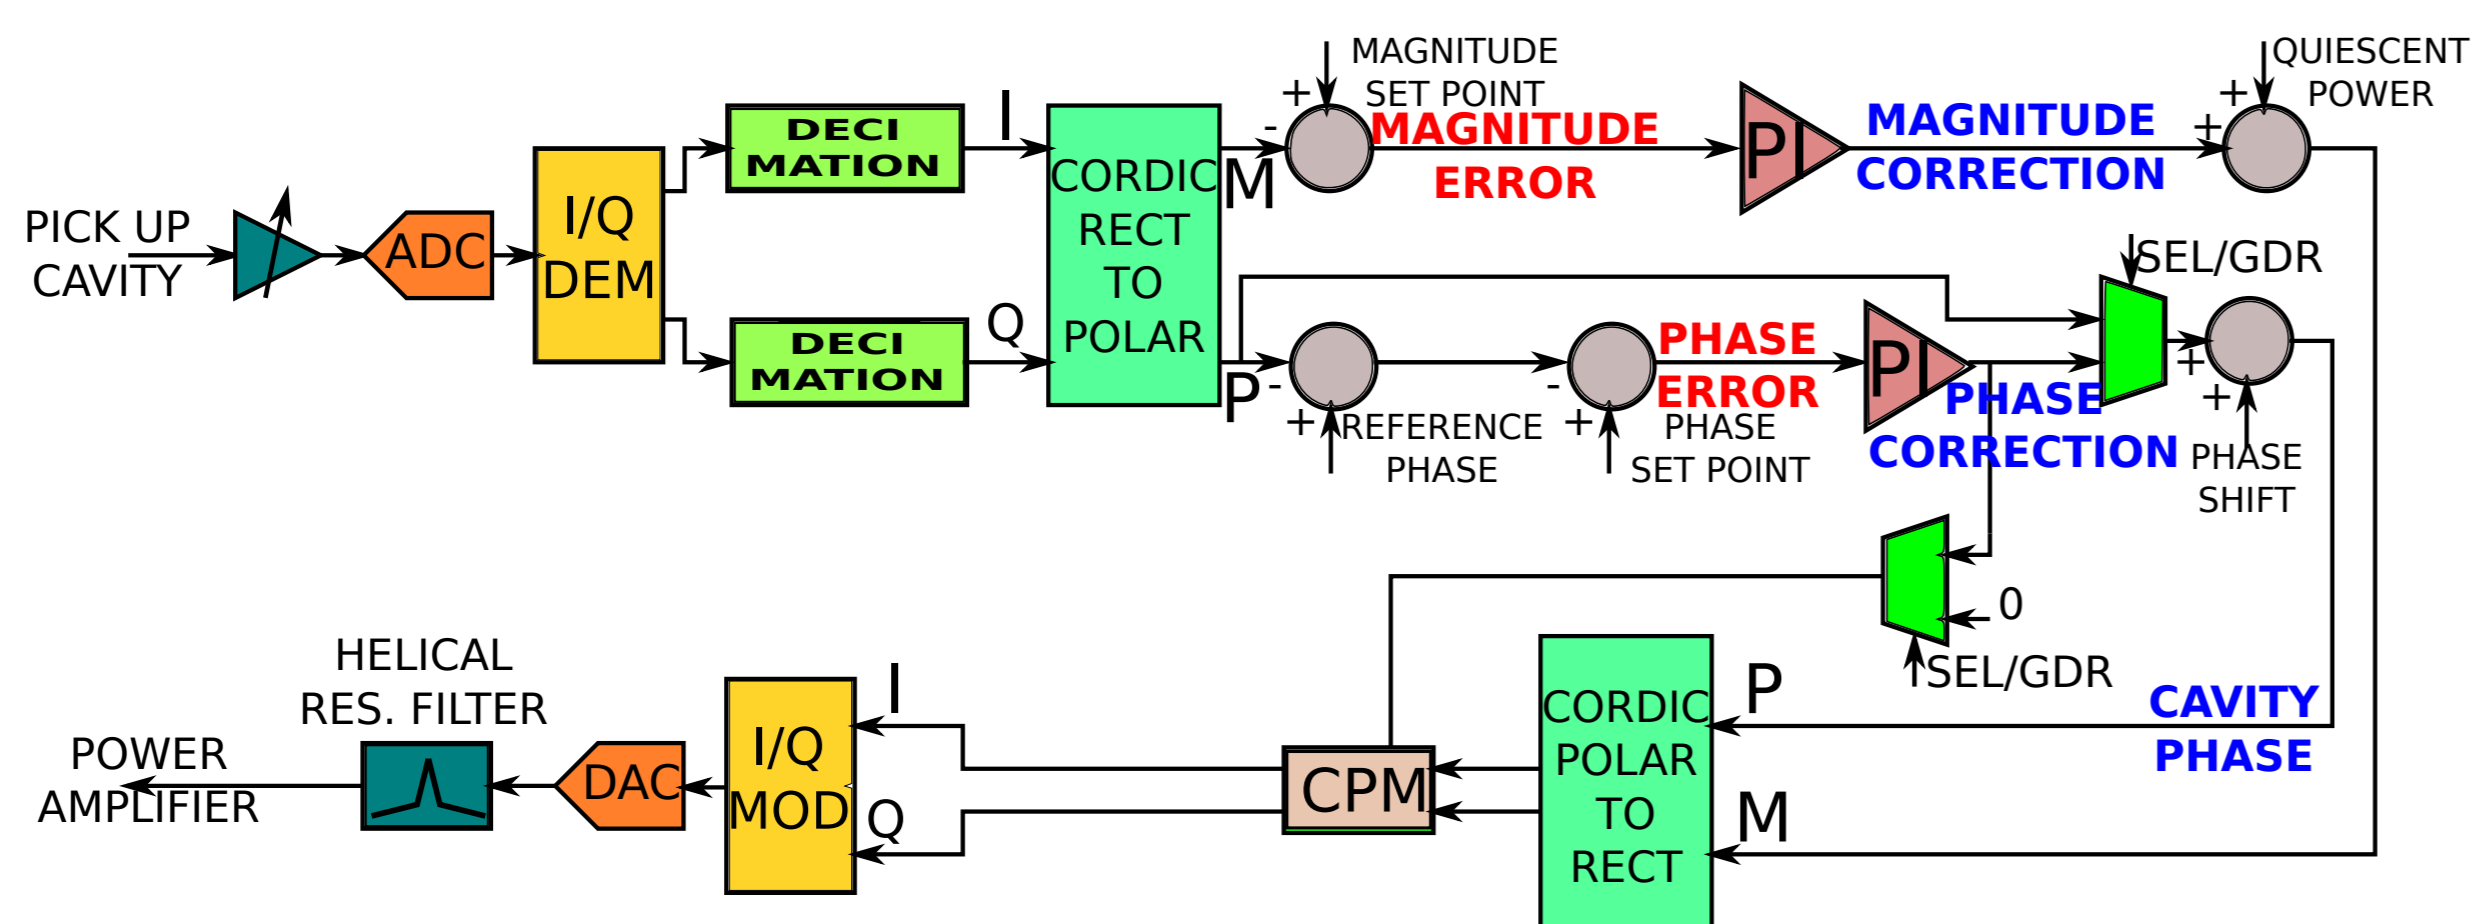 MAGNITUDE
SET POINT
+
-
QUIESCENT
POWER
+
+
DECI
MATION
I
CORDIC
RECT
TO
POLAR
M
MAGNITUDE
ERROR
PI
MAGNITUDE
CORRECTION
PICK UP
CAVITY
ADC
I/Q
DEM
SEL/GDR
DECI
MATION
Q
P
-
+
REFERENCE
PHASE
-
+
PHASE
ERROR
PHASE
SET POINT
PI
PHASE
CORRECTION
+
+
PHASE
SHIFT
0
SEL/GDR
HELICAL
RES. FILTER
POWER
AMPLIFIER
DAC
I/Q
MOD
I
Q
CPM
CORDIC
POLAR
TO
RECT
P
M
CAVITY
PHASE